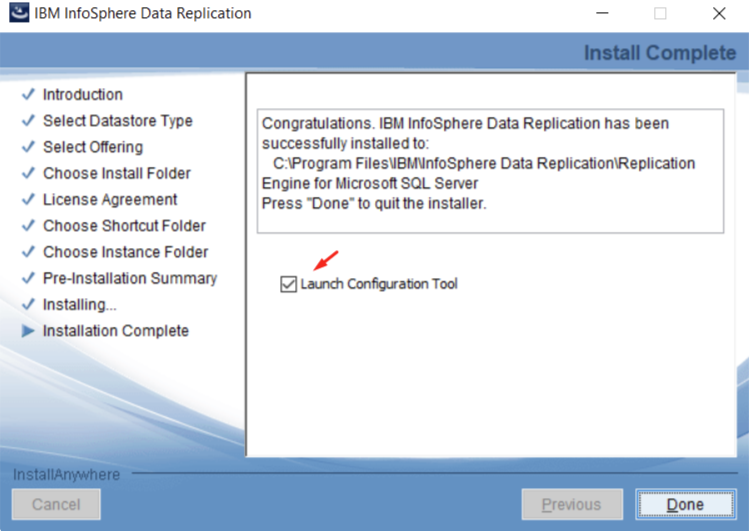 IBM InfoSphere Data Replication
Install Complete
Introduction
Select Datastore Type
Select Offering
Choose Install Folder
License Agreement
Choose Shortcut Folder
Choose Instance Folder
Pre-Installation Summary
Installing...
Installation Complete
Congratulations. IBM InfoSphere Data Replication has been
successfully installed to:
C:\Program Files\IBM\InfoSphere Data Replication\Replication
Engine for Microsoft SQL Server
Press "Done" to quit the installer.
Launch Configuration Tool
InstallAnywhere
Cancel
Previous
Done